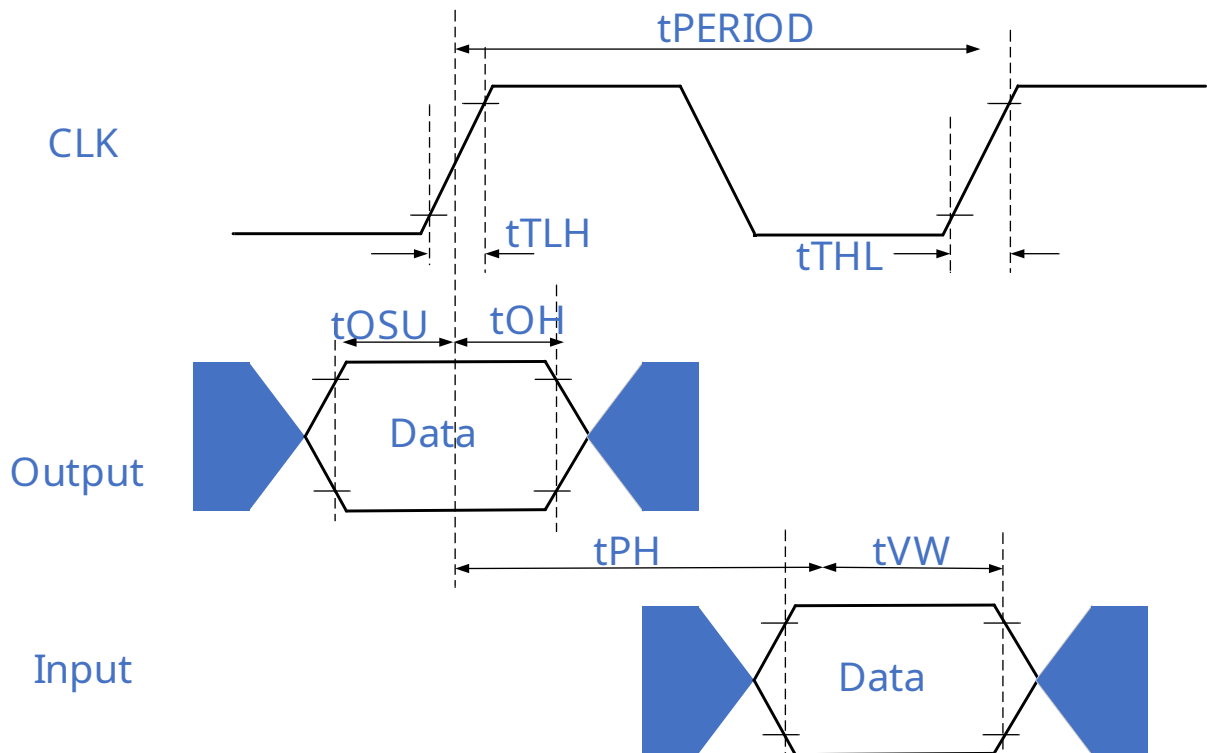 tPERIOD
CLK
tTLH
tTHL
tOSU
tOH
Data
Output
tPH
tVW
Input
Data